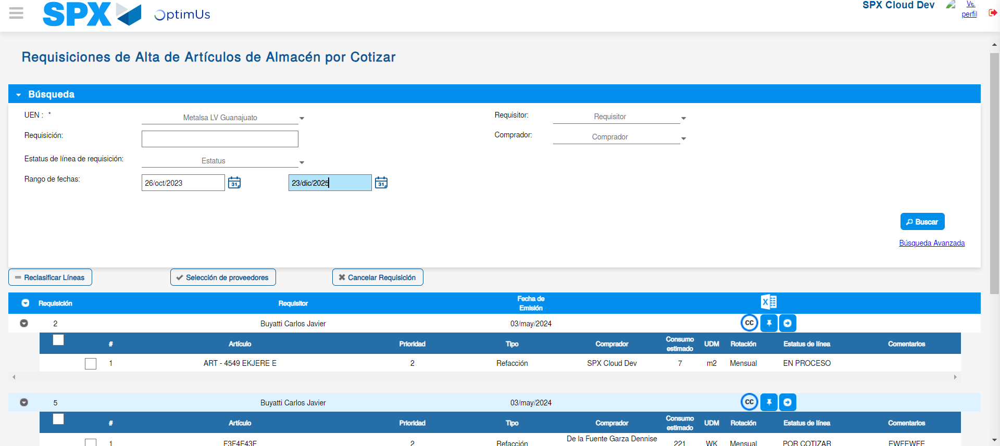 SPX OptimUs
SPX Cloud Dev
Ve
perfil
Requisiciones de Alta de Artículos de Almacén por Cotizar
Búsqueda
UEN : * Metalsa LV Guanajuato Requisitor: Requisitor
Requisición: Comprador: Comprador
Estatus de línea de requisición: Estatus
Rango de fechas: 26/oct/2023 31 23/dic/2025 31
Buscar
Búsqueda Avanzada
Reclasificar Líneas Selección de proveedores Cancelar Requisición
Requisición Requisitor Fecha de Emisión X
2 Buyatti Carlos Javier 03/may/2024 CC
# Artículo Prioridad Tipo Comprador Consumo estimado UDM Rotación Estatus de línea Comentarios
1 ART - 4549 EKJERE E 2 Refacción SPX Cloud Dev 7 m2 Mensual EN PROCESO
5 Buyatti Carlos Javier 03/may/2024 CC
# Artículo Prioridad Tipo Comprador Consumo estimado UDM Rotación Estatus de línea Comentarios
1 F3F4F43F 2 Refacción De la Fuente Garza Dennise 221 WK Mensual POR COTIZAR EWFFWFF